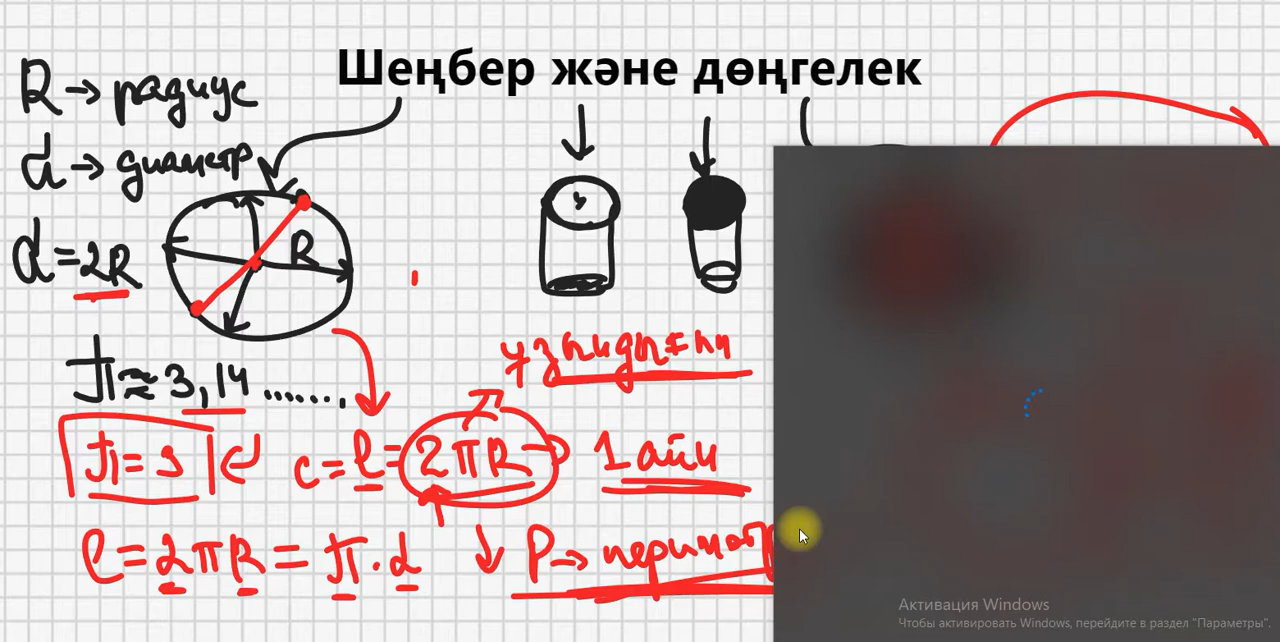 Шеңбер және дөңгелек
R → радиус
d → диаметр
d = 2R
R
π ≈ 3,14 .......
ұзындығы
π = 3
c = ℓ = 2πR → 1 айн
ℓ = 2πR = π · d
↓ P → периметр
Активация Windows
Чтобы активировать Windows, перейдите в раздел "Параметры".